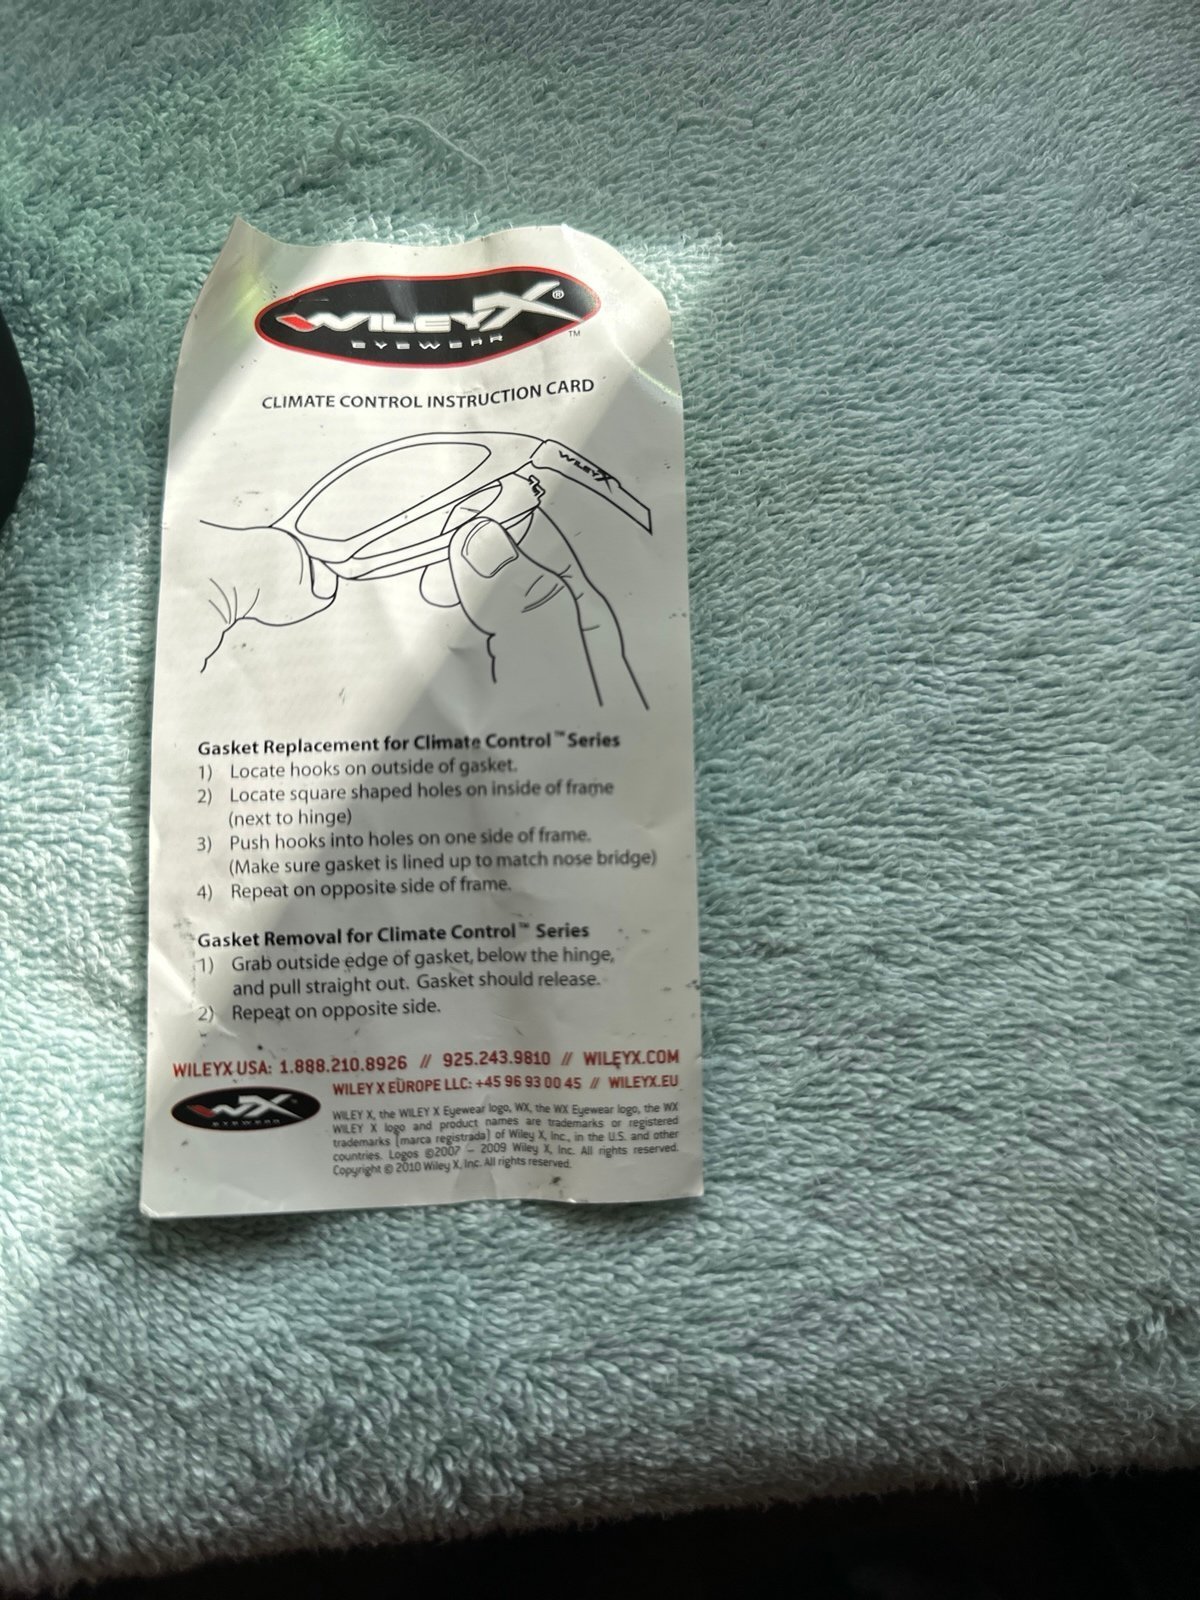 WILEY X ®
EYEWEAR ™
CLIMATE CONTROL INSTRUCTION CARD
WILEY X
Gasket Replacement for Climate Control™ Series
1) Locate hooks on outside of gasket.
2) Locate square shaped holes on inside of frame
(next to hinge)
3) Push hooks into holes on one side of frame.
(Make sure gasket is lined up to match nose bridge)
4) Repeat on opposite side of frame.
Gasket Removal for Climate Control™ Series
1) Grab outside edge of gasket, below the hinge,
and pull straight out. Gasket should release.
2) Repeat on opposite side.
WILEYX USA: 1.888.210.8926 // 925.243.9810 // WILEYX.COM
WILEY X EUROPE LLC: +45 96 93 00 45 // WILEYX.EU
WX
EYEWEAR
WILEY X, the WILEY X Eyewear logo, WX, the WX Eyewear logo, the WX
WILEY X logo and product names are trademarks or registered
trademarks (marca registrada) of Wiley X, Inc., in the U.S. and other
countries. Logos ©2007 – 2009 Wiley X, Inc. All rights reserved.
Copyright © 2010 Wiley X, Inc. All rights reserved.